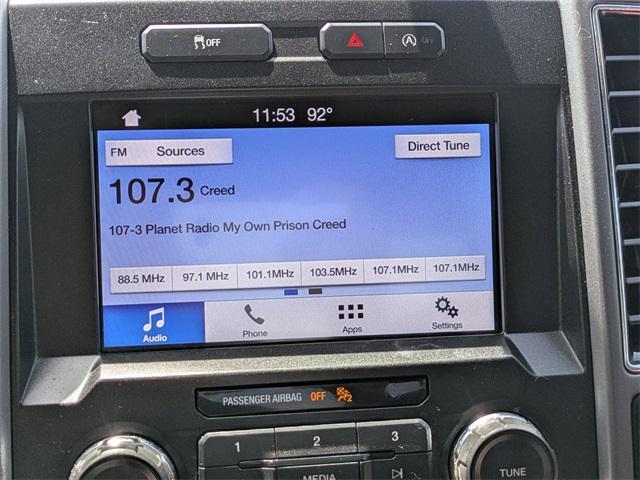 OFF
A OFF
11:53 92°
FM Sources Direct Tune
107.3 Creed
107-3 Planet Radio My Own Prison Creed
88.5 MHz 97.1 MHz 101.1MHz 103.5MHz 107.1MHz 107.1MHz
Audio Phone Apps Settings
PASSENGER AIRBAG OFF 2
1 2 3
MEDIA
TUNE